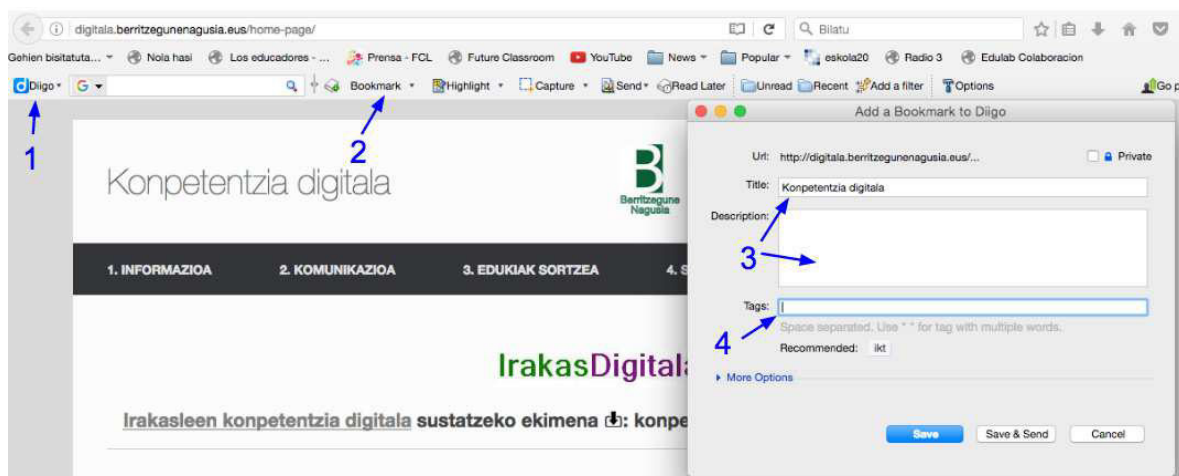 digitala.berritzegunenagusia.eus/home-page/ Bilatu
Gehien bisitatuta... Nola hasi Los educadores - ... Prensa - FCL Future Classroom YouTube News Popular eskola20 Radio 3 Edulab Colaboracion
Diigo G Bookmark Highlight Capture Send Read Later Unread Recent Add a filter Options Go p
1
2
Konpetentzia digitala
Berritzegune
Nagusia
1. INFORMAZIOA 2. KOMUNIKAZIOA 3. EDUKIAK SORTZEA 4. S
IrakasDigitala
Irakasleen konpetentzia digitala sustatzeko ekimena : konpe
Add a Bookmark to Diigo
Url: http://digitala.berritzegunenagusia.eus/... Private
Title: Konpetentzia digitala
Description:
3
Tags:
Space separated. Use " " for tag with multiple words.
4
Recommended: ikt
More Options
Save Save & Send Cancel